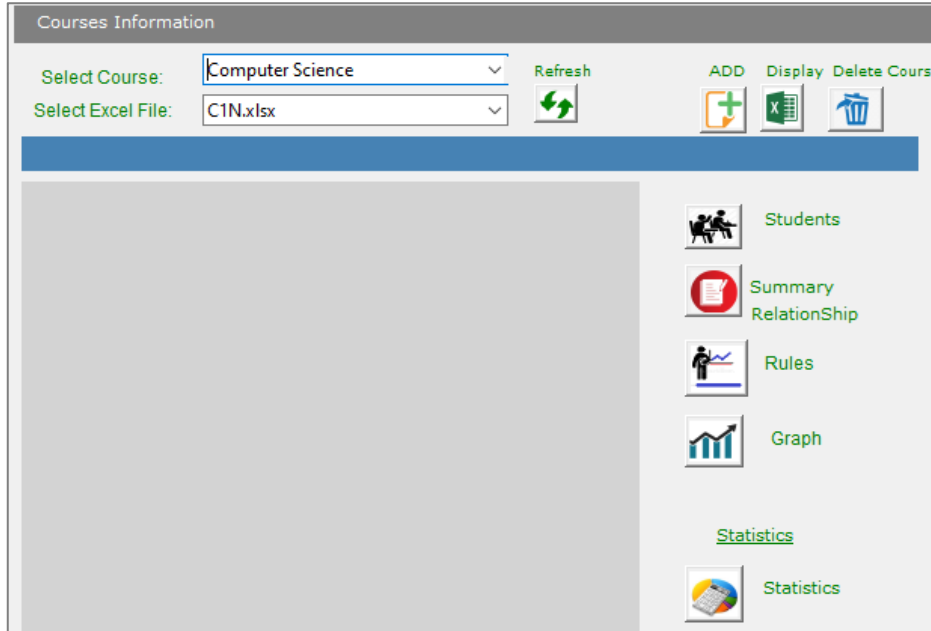 Courses Information
Select Course:
Computer Science
Refresh
ADD
Display
Delete Cours
Select Excel File:
C1N.xlsx
Students
Summary
RelationShip
Rules
Graph
Statistics
Statistics